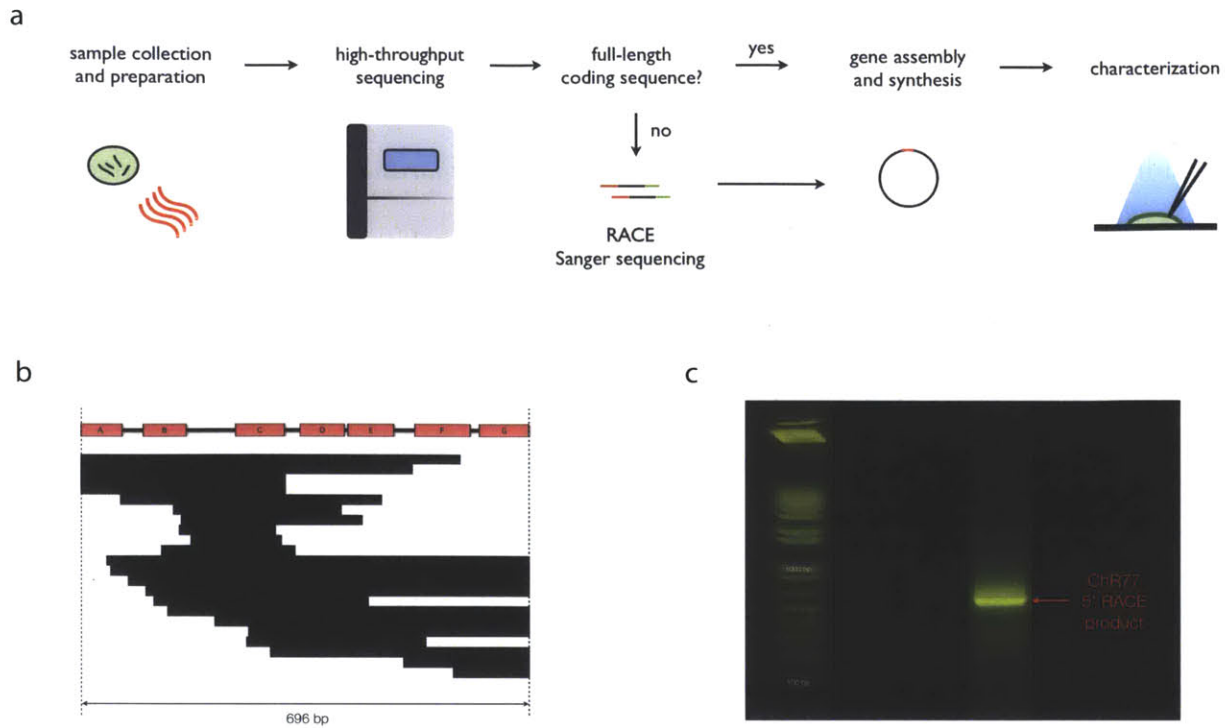 a
sample collection
and preparation
high-throughput
sequencing
full-length
coding sequence?
yes
gene assembly
and synthesis
characterization
no
RACE
Sanger sequencing
b
A B C D E F G
696 bp
c
ChR77
5' RACE
product